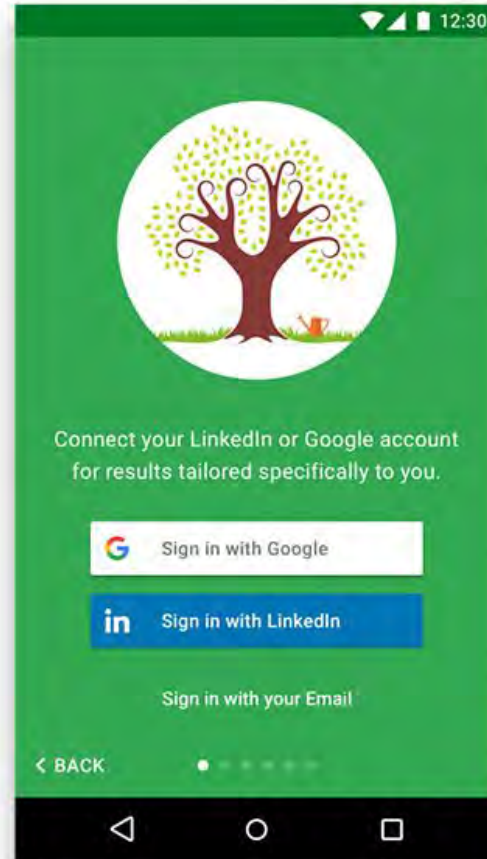 12:30
Connect your LinkedIn or Google account
for results tailored specifically to you.
G Sign in with Google
in Sign in with LinkedIn
Sign in with your Email
< BACK